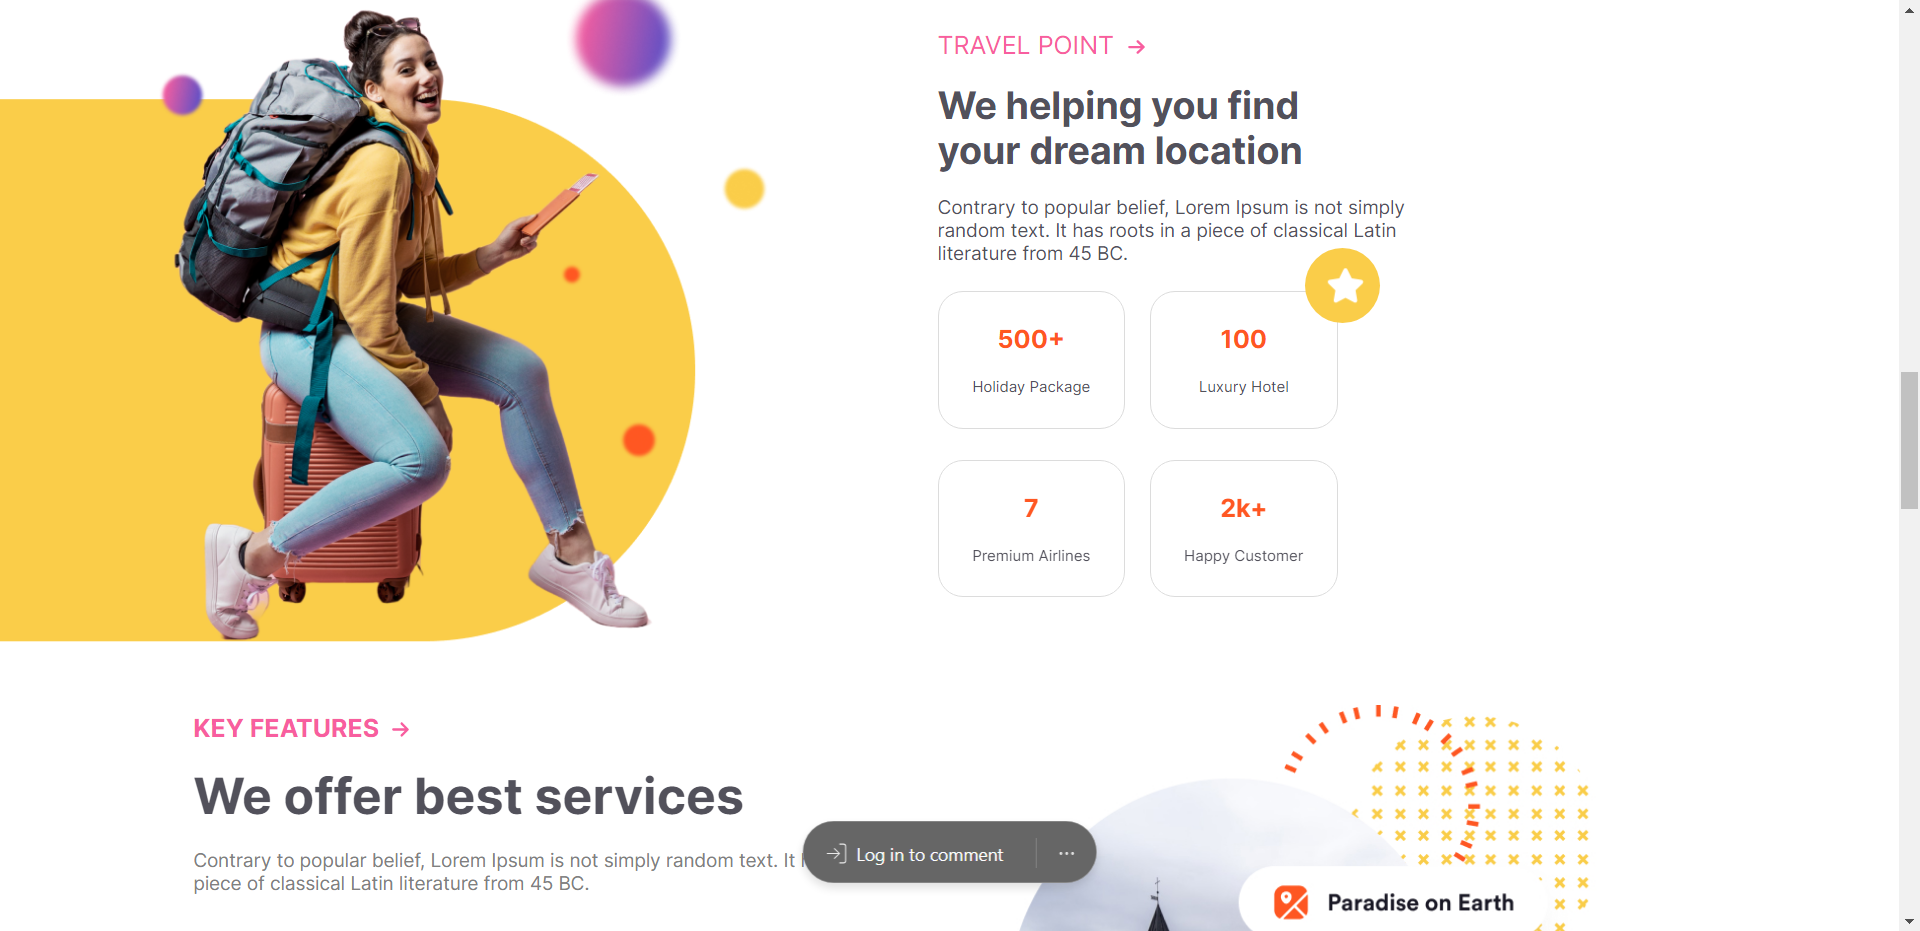 TRAVEL POINT →
We helping you find
your dream location
Contrary to popular belief, Lorem Ipsum is not simply
random text. It has roots in a piece of classical Latin
literature from 45 BC.
500+
Holiday Package
100
Luxury Hotel
7
Premium Airlines
2k+
Happy Customer
KEY FEATURES →
We offer best services
Contrary to popular belief, Lorem Ipsum is not simply random text. It
piece of classical Latin literature from 45 BC.
Log in to comment
Paradise on Earth